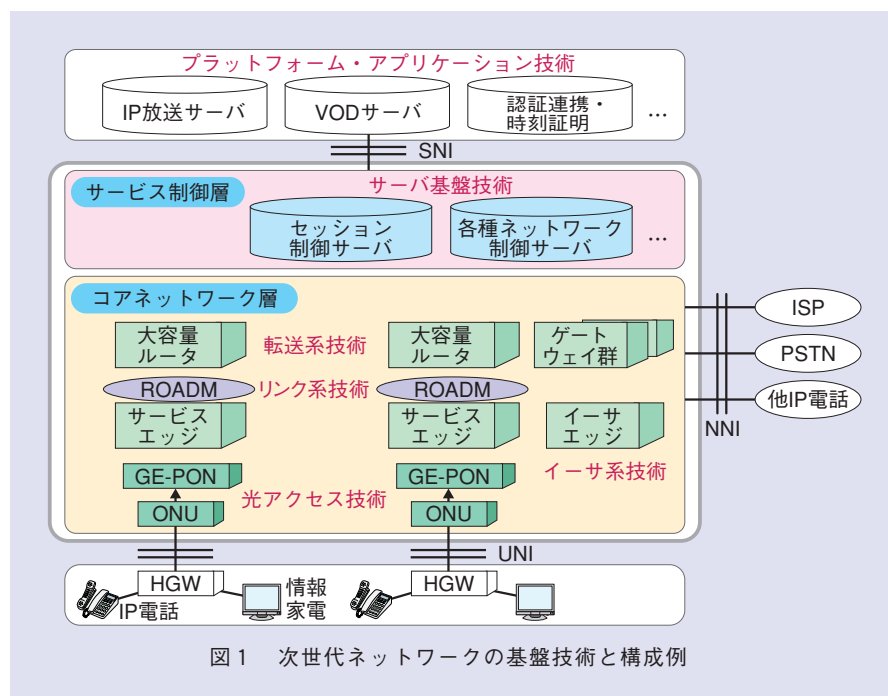 プラットフォーム・アプリケーション技術
IP放送サーバ
VODサーバ
認証連携・
時刻証明
…
SNI
サービス制御層
サーバ基盤技術
セッション
制御サーバ
各種ネットワーク
制御サーバ
…
コアネットワーク層
大容量
ルータ
転送系技術
大容量
ルータ
ゲート
ウェイ群
ROADM
リンク系技術
ROADM
サービス
エッジ
サービス
エッジ
イーサ
エッジ
イーサ系技術
GE-PON
GE-PON
光アクセス技術
ONU
ONU
ISP
PSTN
他IP電話
NNI
UNI
HGW
IP電話
情報
家電
HGW
図1 次世代ネットワークの基盤技術と構成例